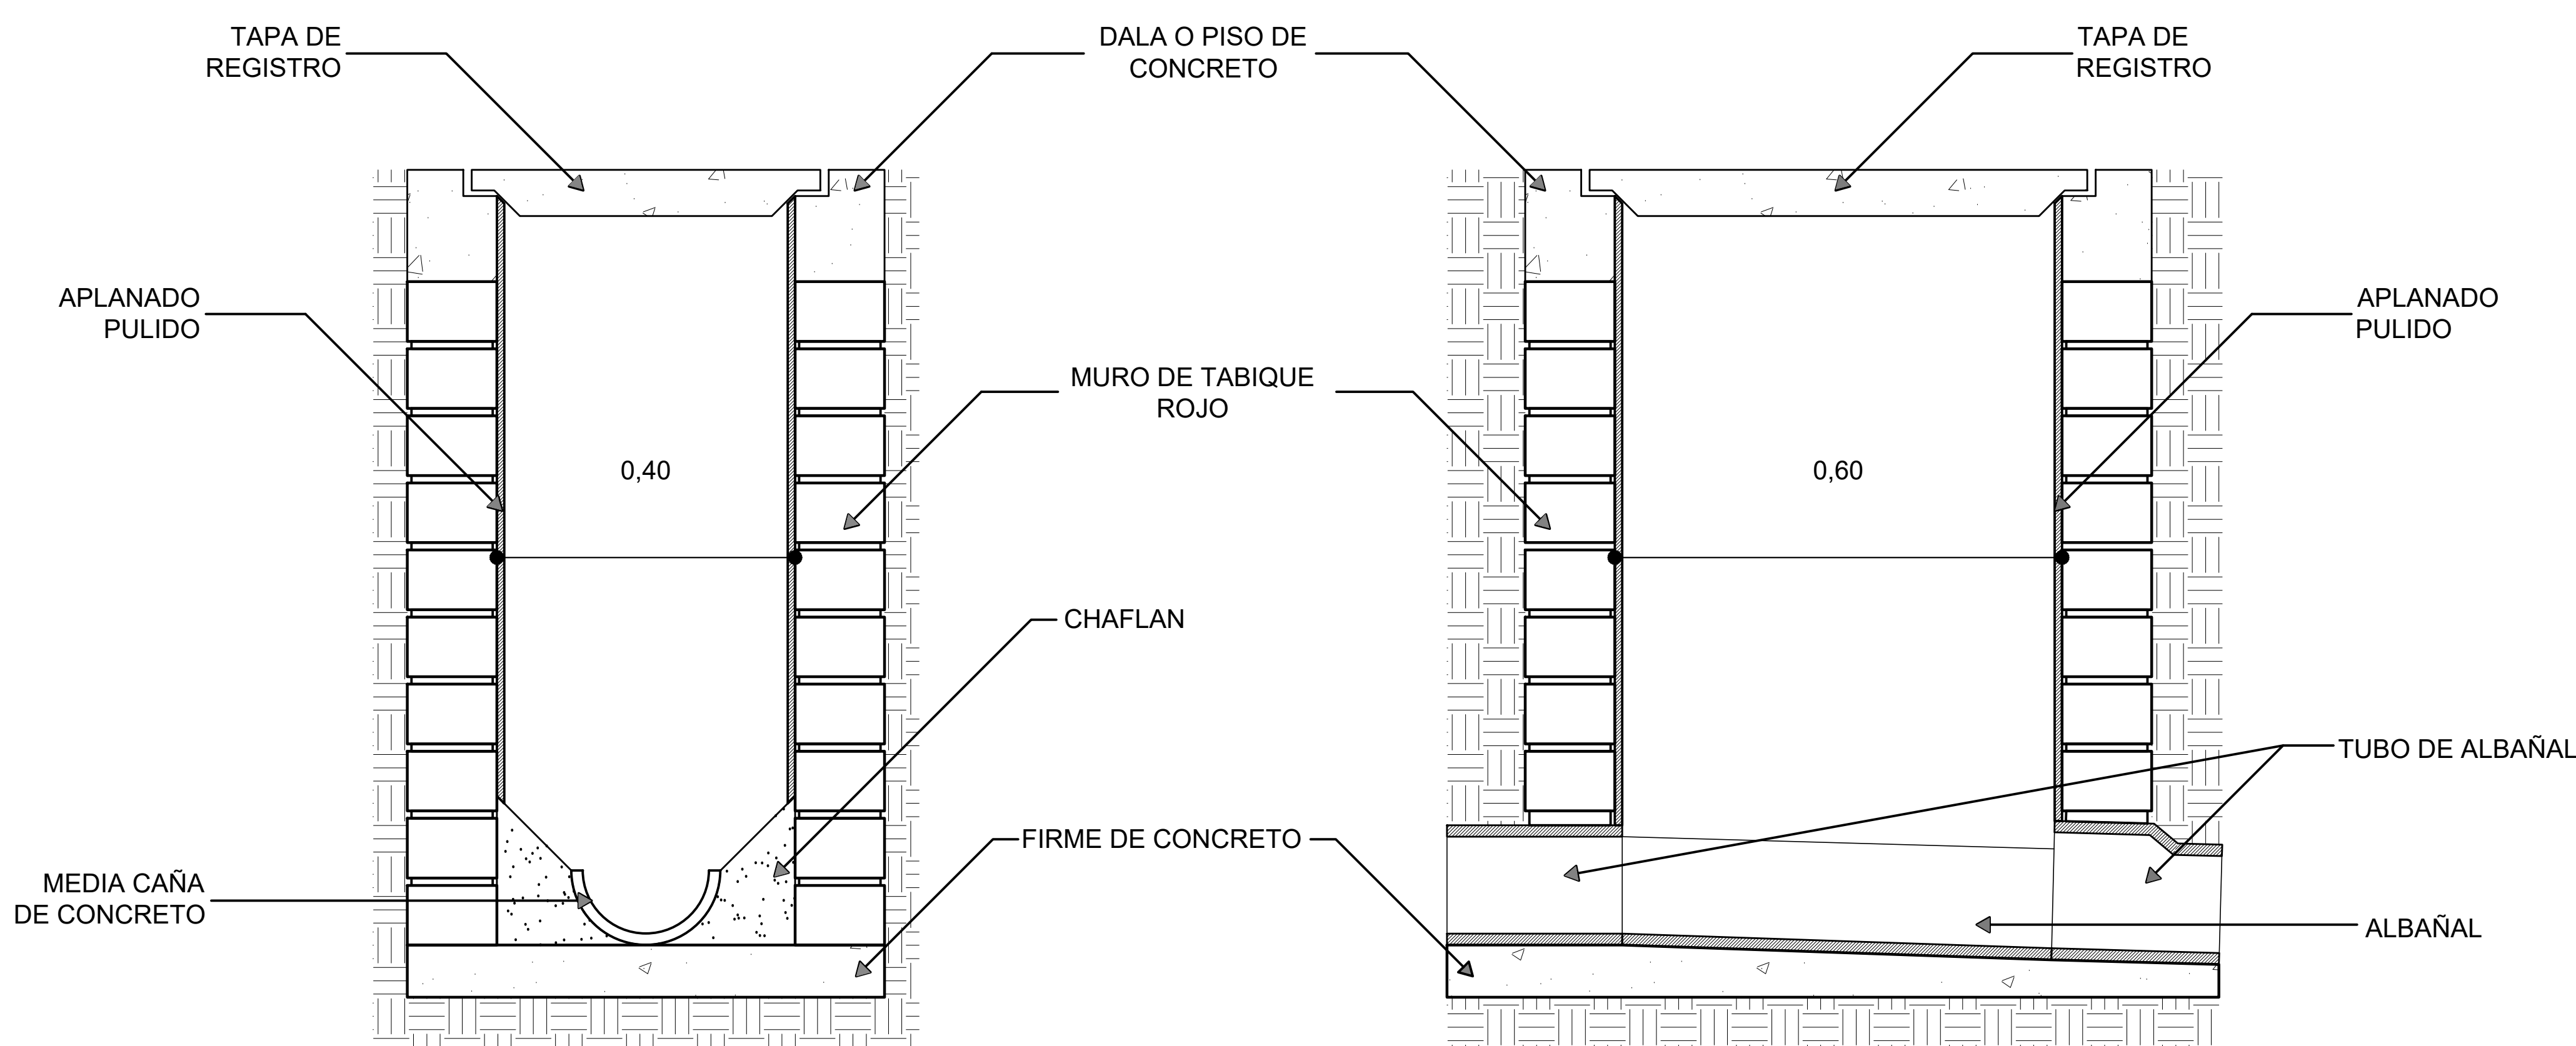 TAPA DE
REGISTRO
DALA O PISO DE
CONCRETO
TAPA DE
REGISTRO
APLANADO
PULIDO
APLANADO
PULIDO
MURO DE TABIQUE
ROJO
0,40
0,60
CHAFLAN
TUBO DE ALBAÑAL
FIRME DE CONCRETO
MEDIA CAÑA
DE CONCRETO
ALBAÑAL